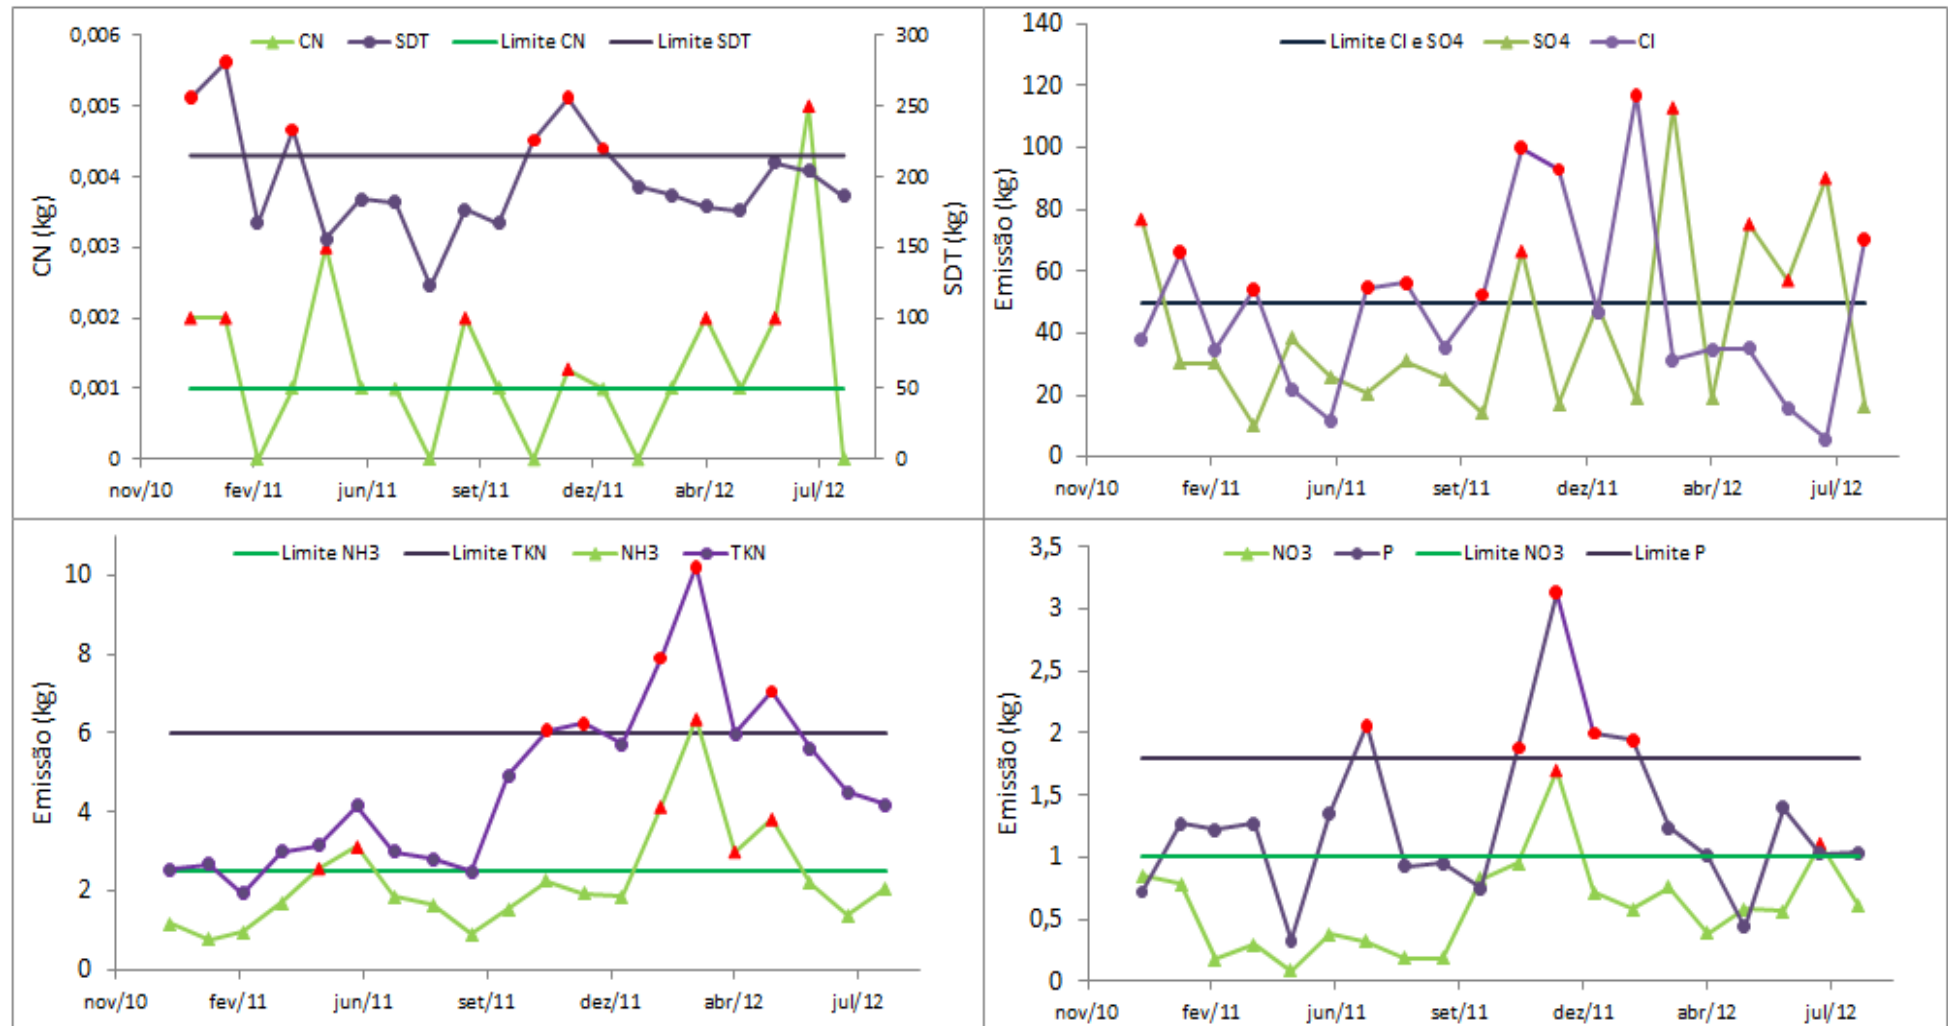 CN SDT Limite CN Limite SDT
0,006 300
0,005 250
0,004 200
0,003 150
0,002 100
0,001 50
0 0
CN (kg)
SDT (kg)
nov/10 fev/11 jun/11 set/11 dez/11 abr/12 jul/12
Limite Cl e SO4 SO4 Cl
140
120
100
80
60
40
20
0
Emissão (kg)
nov/10 fev/11 jun/11 set/11 dez/11 abr/12 jul/12
Limite NH3 Limite TKN NH3 TKN
10
8
6
4
2
0
Emissão (kg)
nov/10 fev/11 jun/11 set/11 dez/11 abr/12 jul/12
NO3 P Limite NO3 Limite P
3,5
3
2,5
2
1,5
1
0,5
0
Emissão (kg)
nov/10 fev/11 jun/11 set/11 dez/11 abr/12 jul/12